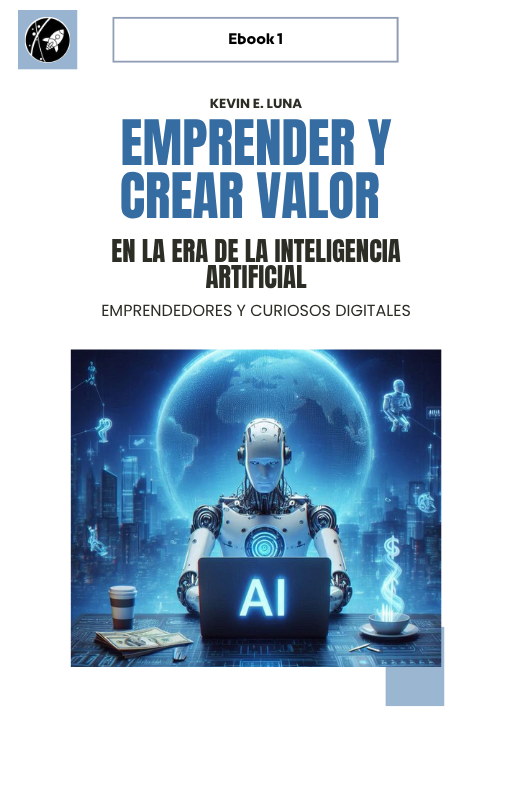 Ebook 1
KEVIN E. LUNA
EMPRENDER Y
CREAR VALOR
EN LA ERA DE LA INTELIGENCIA
ARTIFICIAL
EMPRENDEDORES Y CURIOSOS DIGITALES
AI